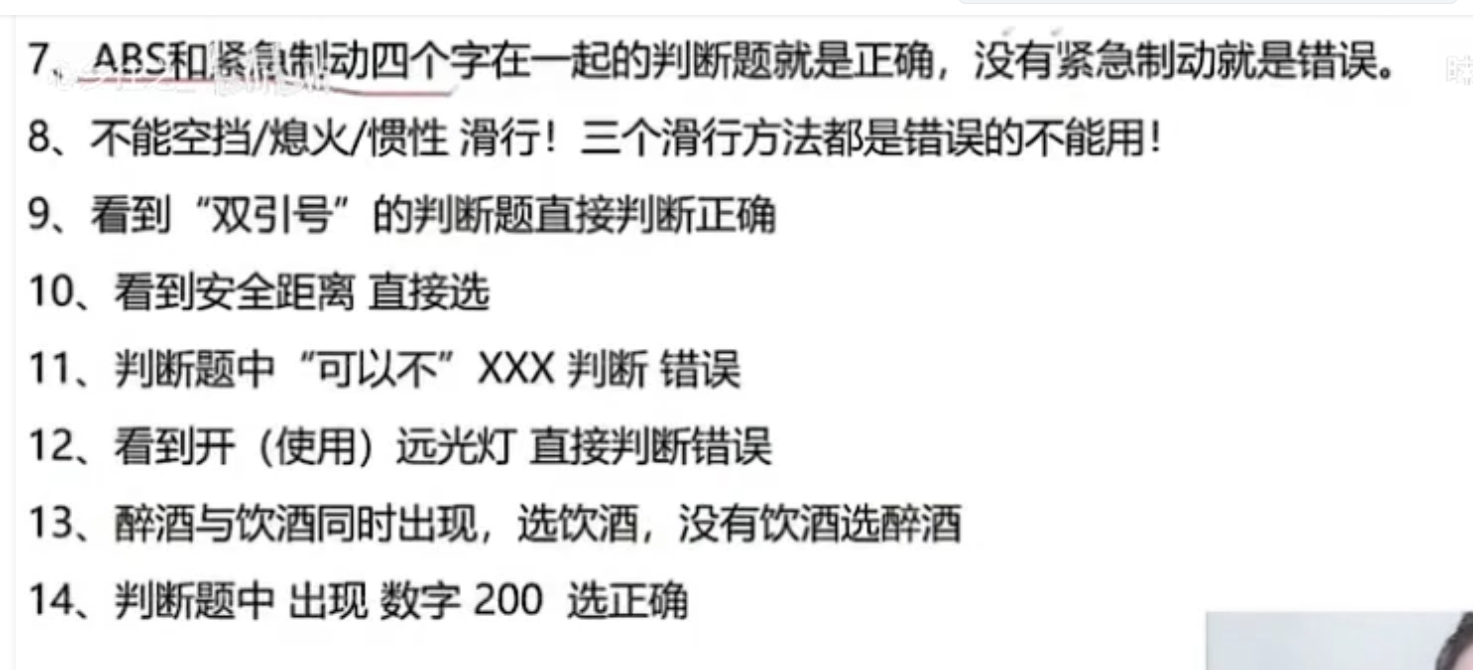 7、ABS和紧急制动四个字在一起的判断题就是正确，没有紧急制动就是错误。
8、不能空挡/熄火/惯性 滑行！三个滑行方法都是错误的不能用！
9、看到“双引号”的判断题直接判断正确
10、看到安全距离 直接选
11、判断题中“可以不”XXX 判断 错误
12、看到开（使用）远光灯 直接判断错误
13、醉酒与饮酒同时出现，选饮酒，没有饮酒选醉酒
14、判断题中 出现 数字 200 选正确